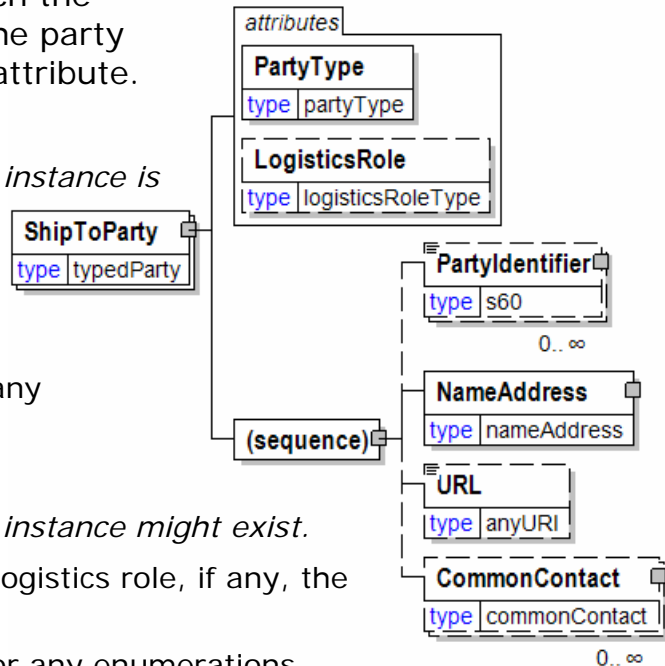 en the
he party
attribute.
instance is
any
instance might exist.
ogistics role, if any, the
or any enumerations
attributes
PartyType
type partyType
LogisticsRole
type logisticsRoleType
ShipToParty
type typedParty
(sequence)
PartyIdentifier
type s60
0.. ∞
NameAddress
type nameAddress
URL
type anyURI
CommonContact
type commonContact
0.. ∞